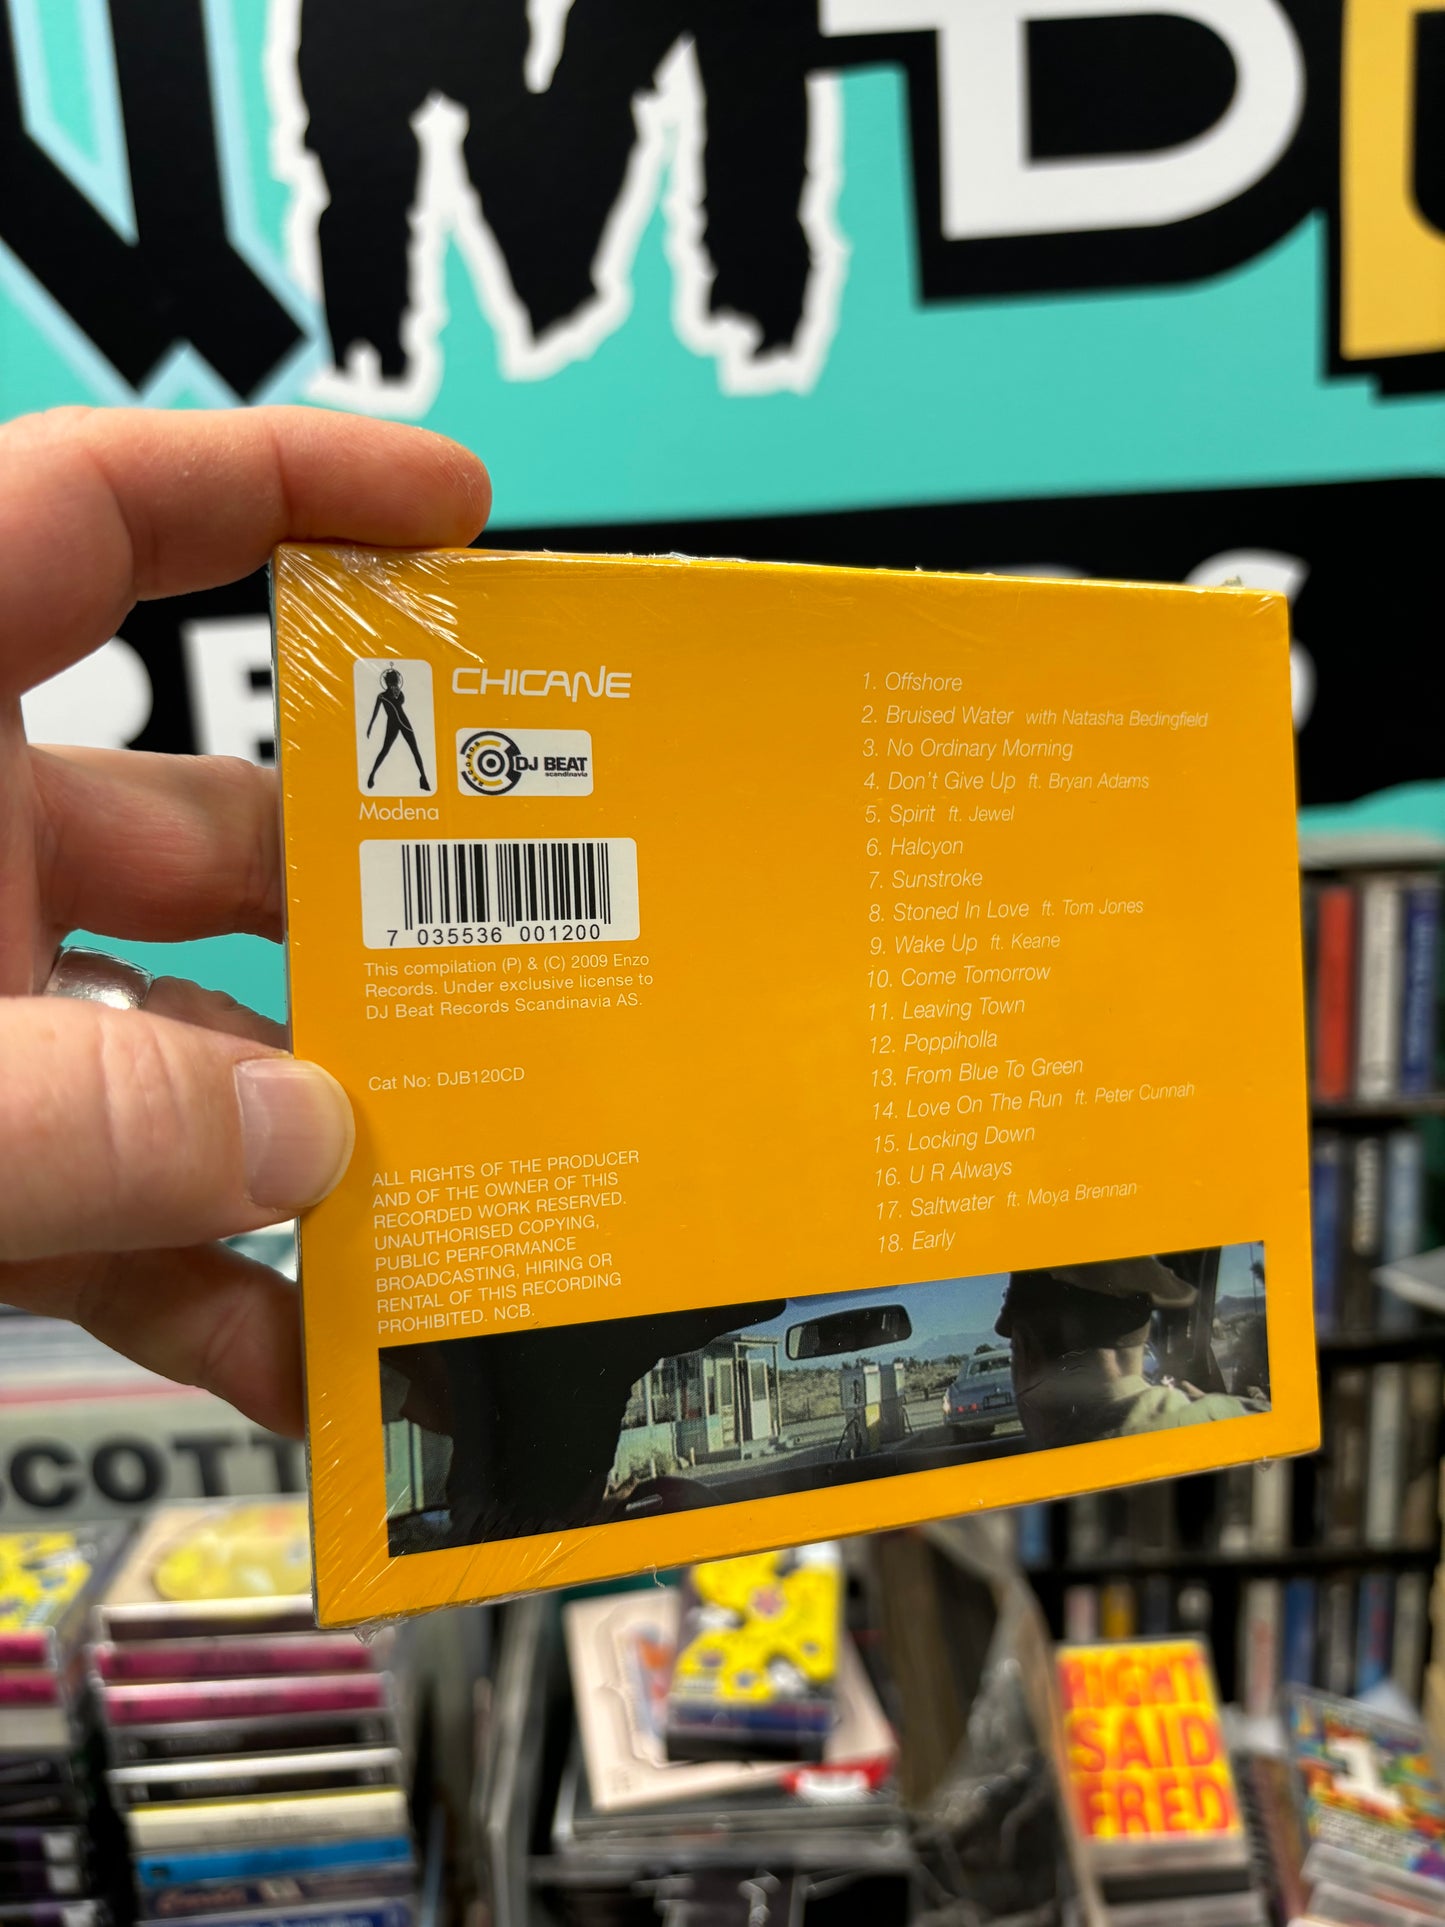 CHICANE
Modena
RECORDS
DJ BEAT
scandinavia
7 035536 001200
This compilation (P) & (C) 2009 Enzo
Records. Under exclusive license to
DJ Beat Records Scandinavia AS.
Cat No: DJB120CD
ALL RIGHTS OF THE PRODUCER
AND OF THE OWNER OF THIS
RECORDED WORK RESERVED.
UNAUTHORISED COPYING,
PUBLIC PERFORMANCE
BROADCASTING, HIRING OR
RENTAL OF THIS RECORDING
PROHIBITED. NCB.
1. Offshore
2. Bruised Water with Natasha Bedingfield
3. No Ordinary Morning
4. Don't Give Up ft. Bryan Adams
5. Spirit ft. Jewel
6. Halcyon
7. Sunstroke
8. Stoned In Love ft. Tom Jones
9. Wake Up ft. Keane
10. Come Tomorrow
11. Leaving Town
12. Poppiholla
13. From Blue To Green
14. Love On The Run ft. Peter Cunnah
15. Locking Down
16. U R Always
17. Saltwater ft. Moya Brennan
18. Early
SCOTT
RIGHT
SAID
FRED